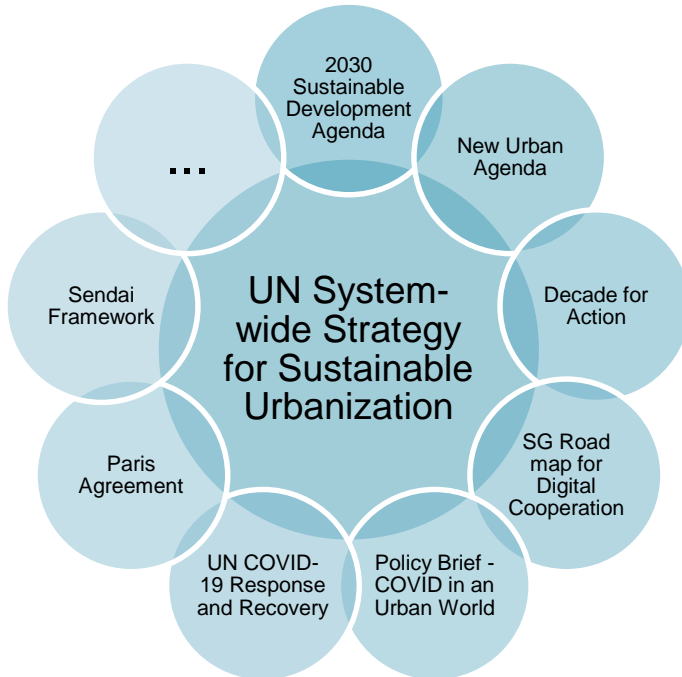 2030
Sustainable
Development
Agenda
New Urban
Agenda
Decade for
Action
SG Road
map for
Digital
Cooperation
Policy Brief -
COVID in an
Urban World
UN COVID-
19 Response
and Recovery
Paris
Agreement
Sendai
Framework
...
UN System-
wide Strategy
for Sustainable
Urbanization